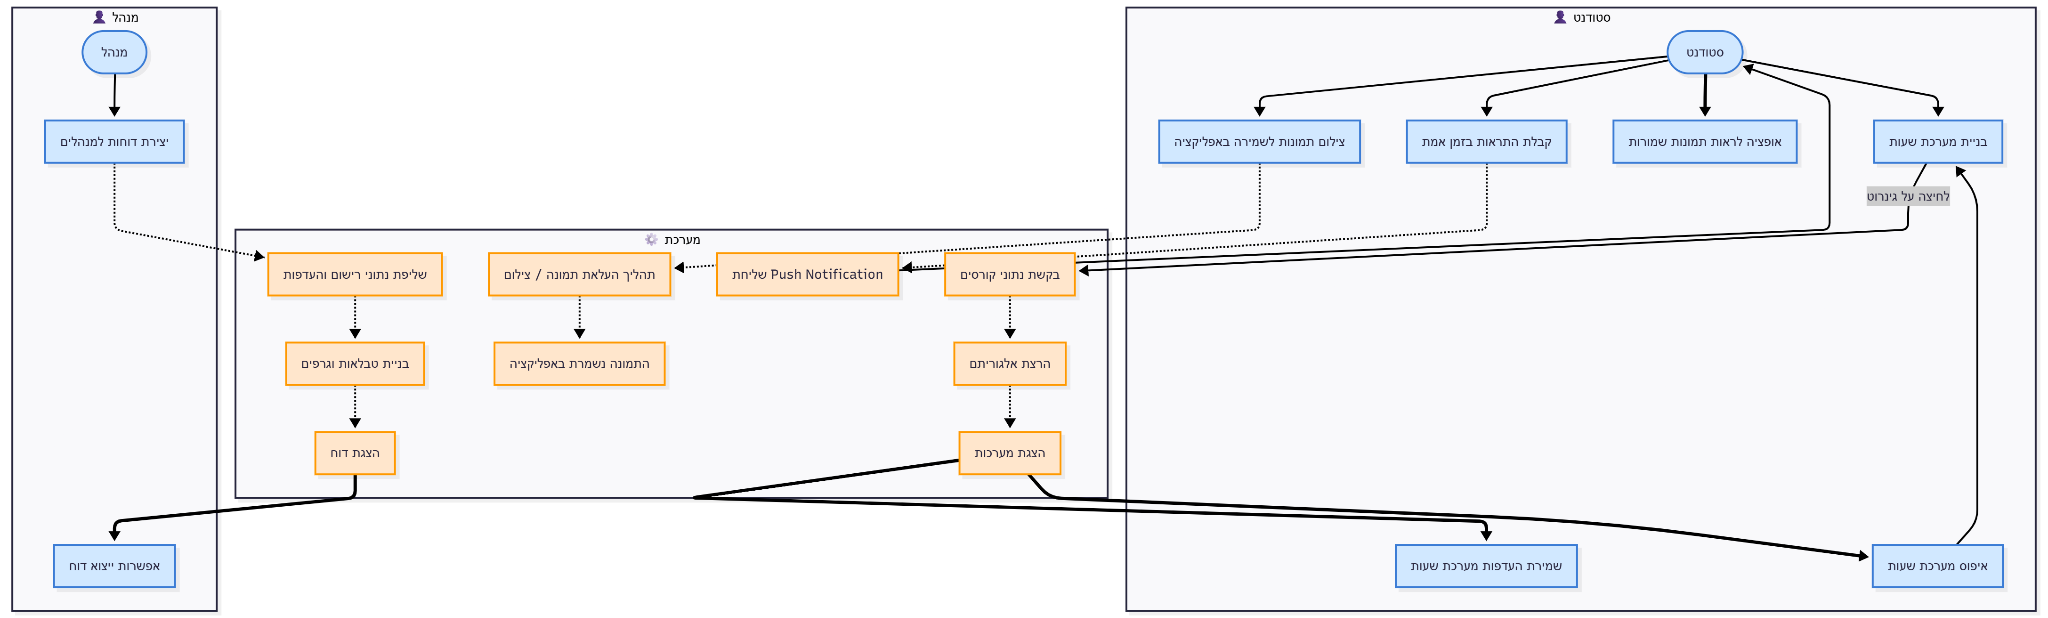 סטודנט
סטודנט
בניית מערכת שעות
אופציה לראות תמונות שמורות
קבלת התראות בזמן אמת
צילום תמונות לשמירה באפליקציה
לחיצה על גינרוט
איפוס מערכת שעות
שמירת העדפות מערכת שעות
מערכת
בקשת נתוני קורסים
שליחת Push Notification
תהליך העלאת תמונה / צילום
שליפת נתוני רישום והעדפות
הרצת אלגוריתם
התמונה נשמרת באפליקציה
בניית טבלאות וגרפים
הצגת מערכות
הצגת דוח
מנהל
מנהל
יצירת דוחות למנהלים
אפשרות ייצוא דוח